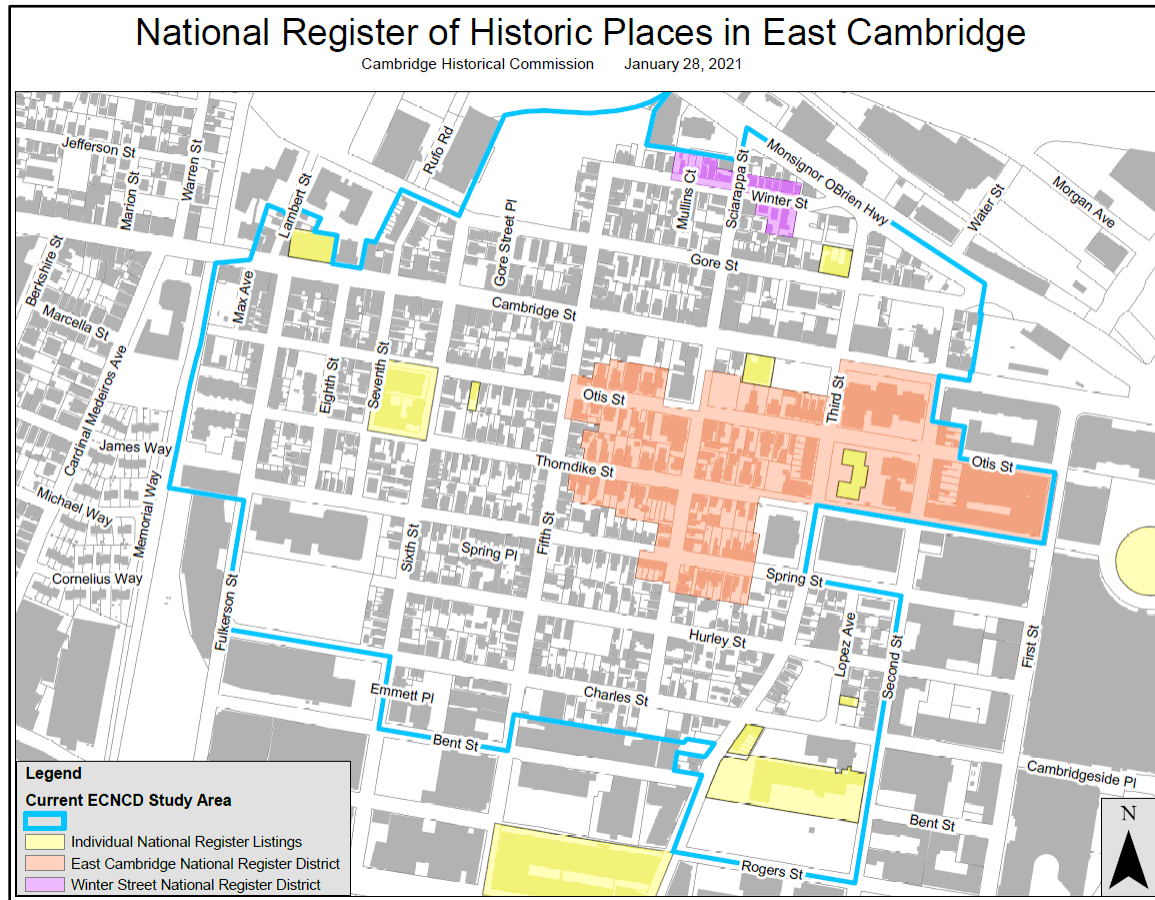 National Register of Historic Places in East Cambridge
Cambridge Historical Commission January 28, 2021
Jefferson St
Marion St
Warren St
Rufo Rd
Lambert St
Gore Street Pl
Mullins Ct
Sciarappa St
Monsignor OBrien Hwy
Winter St
Water St
Morgan Ave
Berkshire St
Gore St
Max Ave
Cambridge St
Marcella St
Cardinal Medeiros Ave
Eighth St
Seventh St
Otis St
Third St
James Way
Thorndike St
Otis St
Michael Way
Memorial Way
Sixth St
Spring Pl
Fifth St
Cornelius Way
Spring St
Fulkerson St
Hurley St
Lopez Ave
Second St
First St
Emmett Pl
Charles St
Bent St
Cambridgeside Pl
Bent St
Rogers St
Legend
Current ECNCD Study Area
Individual National Register Listings
East Cambridge National Register District
Winter Street National Register District
N